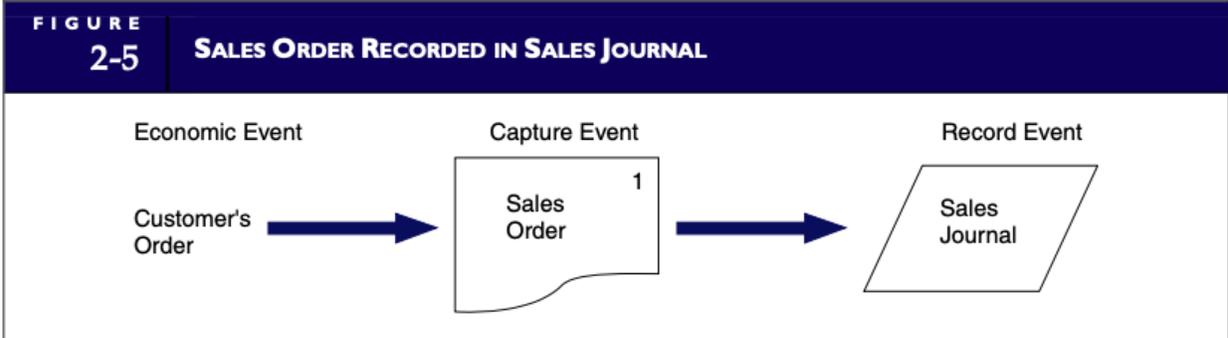 FIGURE
2-5
SALES ORDER RECORDED IN SALES JOURNAL
Economic Event
Capture Event
Record Event
Customer's
Order
1
Sales
Order
Sales
Journal